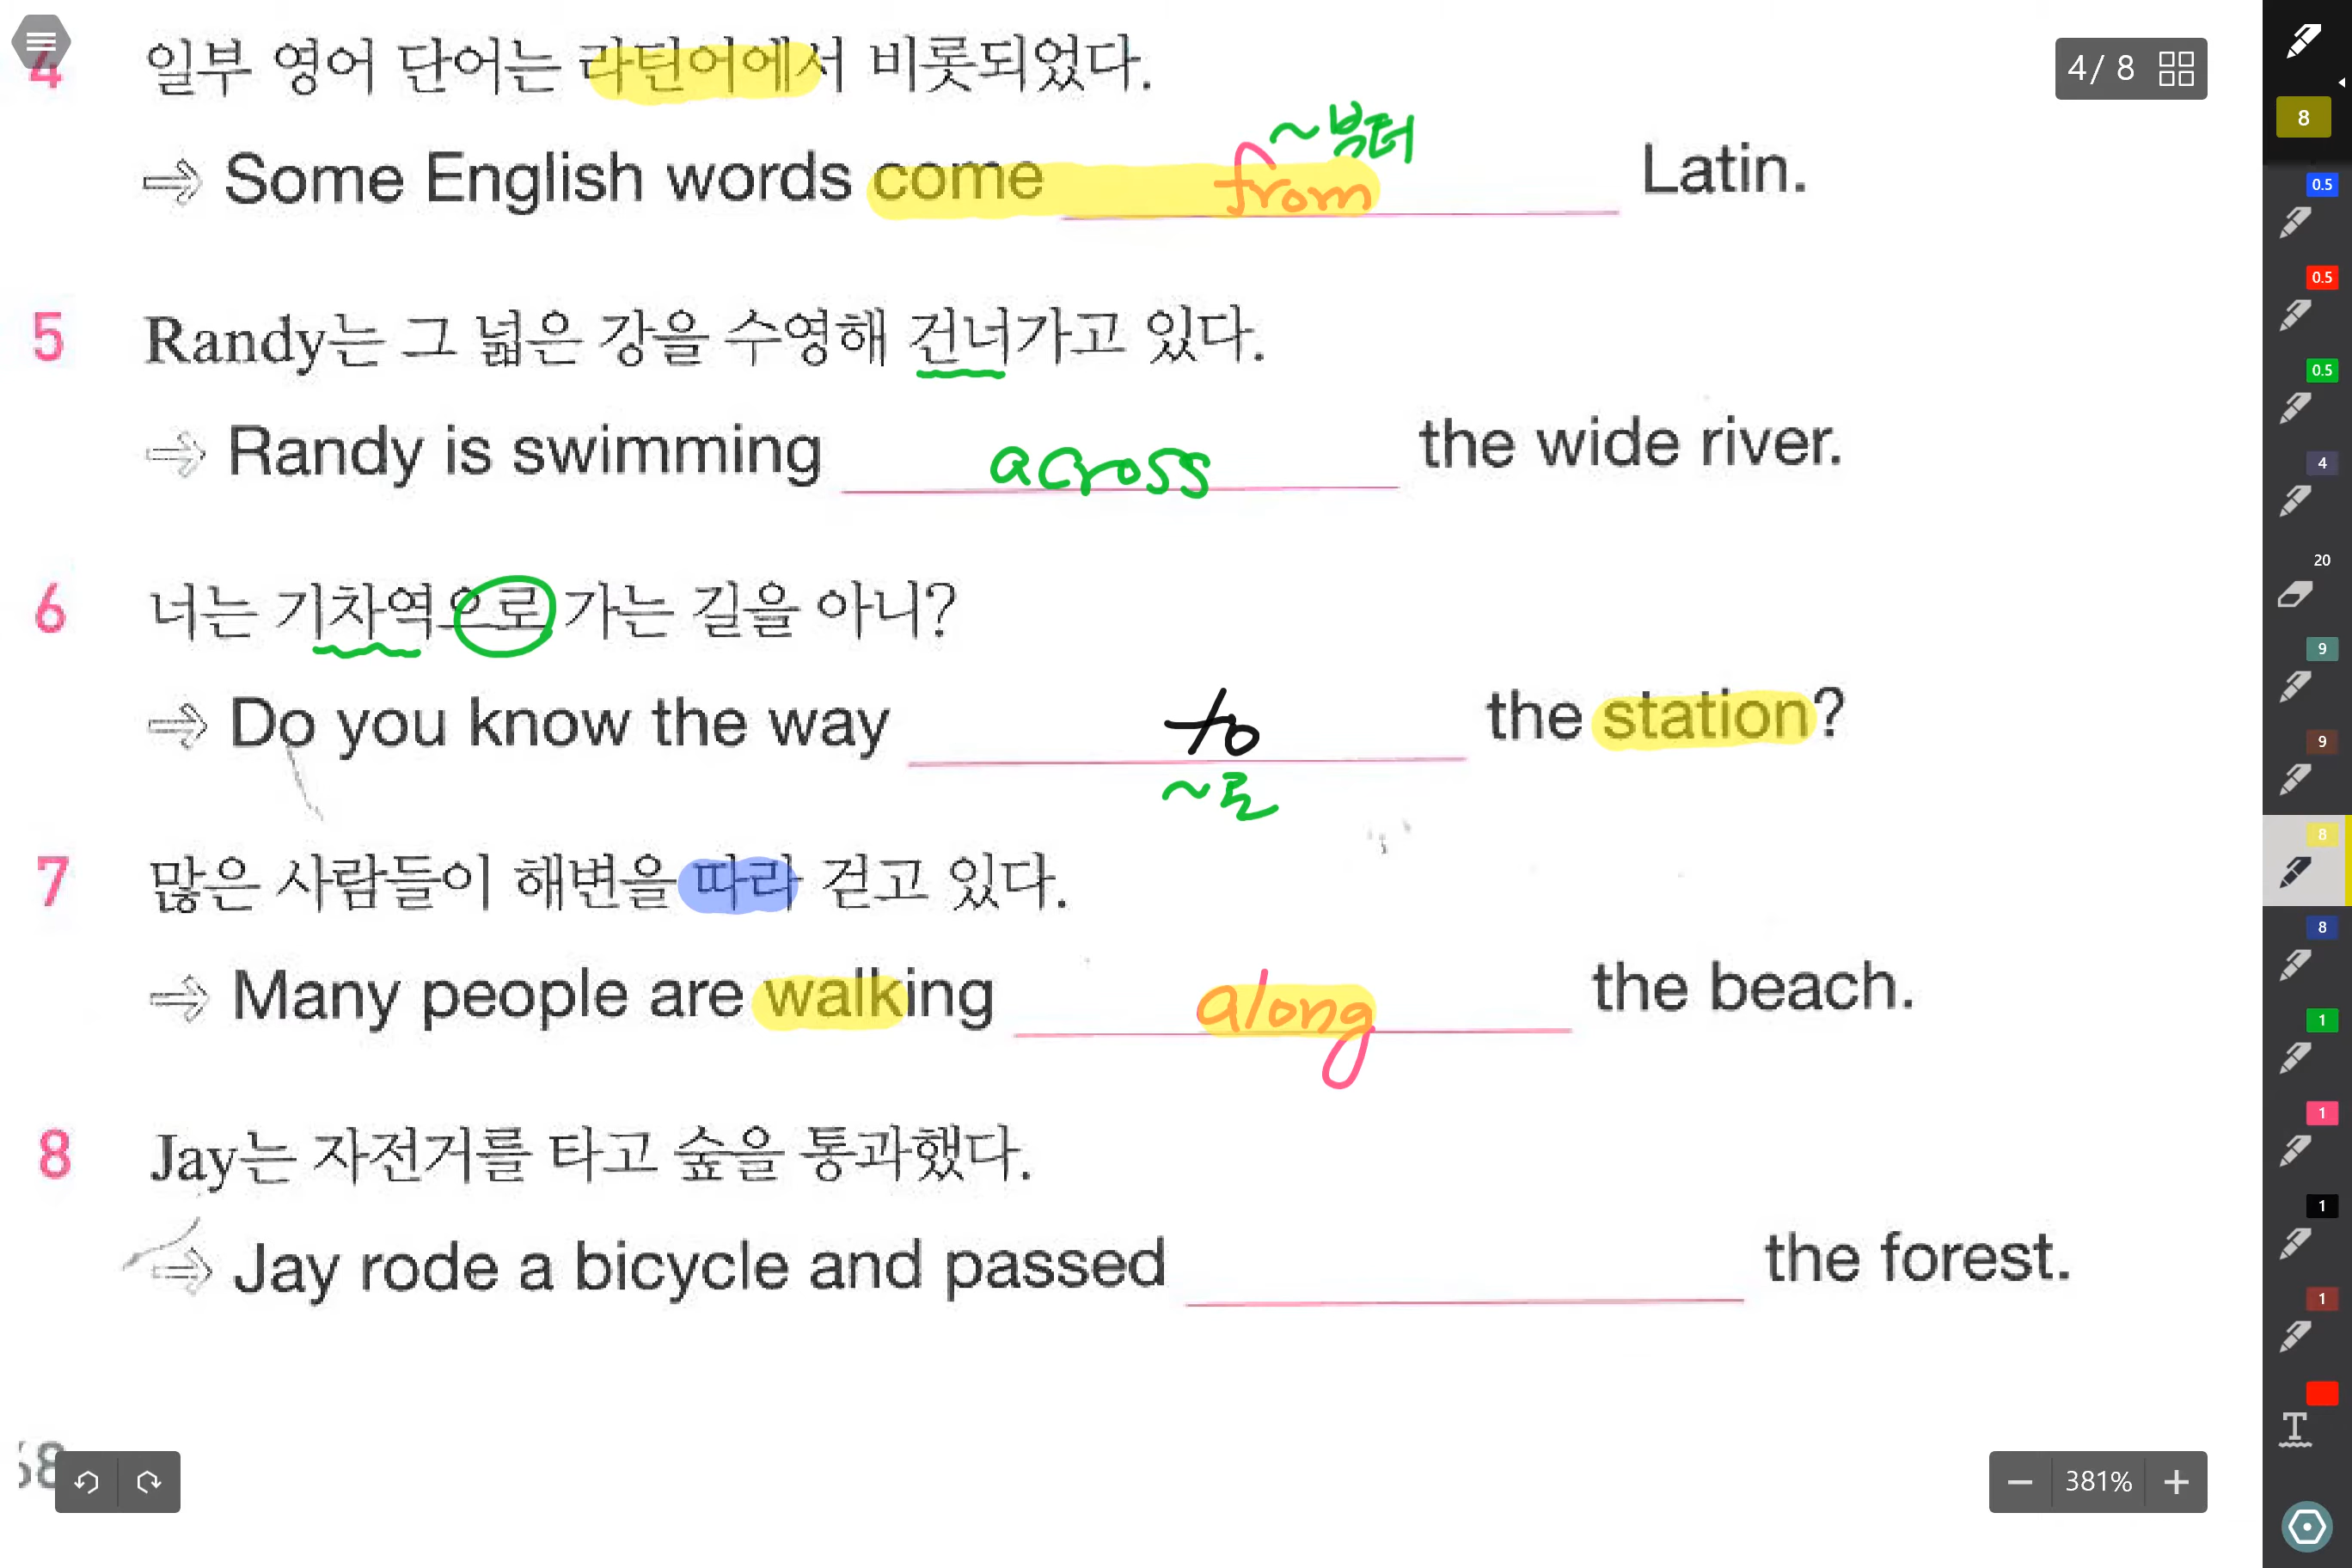 4 일부 영어 단어는 라틴어에서 비롯되었다.
4/ 8
~부터
⇨ Some English words come from Latin.
5 Randy는 그 넓은 강을 수영해 건너가고 있다.
⇨ Randy is swimming across the wide river.
6 너는 기차역으로 가는 길을 아니?
⇨ Do you know the way to the station?
~로
7 많은 사람들이 해변을 따라 걷고 있다.
⇨ Many people are walking along the beach.
8 Jay는 자전거를 타고 숲을 통과했다.
⇨ Jay rode a bicycle and passed the forest.
381%
8
0.5
0.5
0.5
4
20
9
9
8
8
1
1
1
1
T